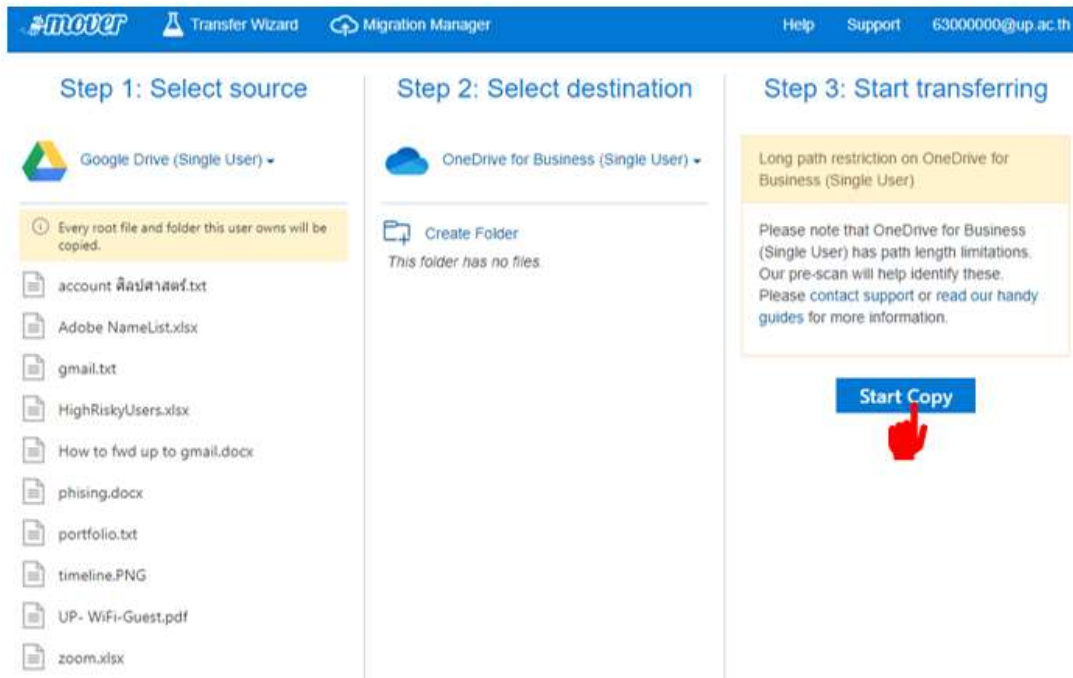 mover Transfer Wizard Migration Manager Help Support 63000000@up.ac.th
Step 1: Select source
Google Drive (Single User)
Every root file and folder this user owns will be
copied.
account ศิลปศาสตร์.txt
Adobe NameList.xlsx
gmail.txt
HighRiskyUsers.xlsx
How to fwd up to gmail.docx
phising.docx
portfolio.txt
timeline.PNG
UP- WiFi-Guest.pdf
zoom.xlsx
Step 2: Select destination
OneDrive for Business (Single User)
Create Folder
This folder has no files.
Step 3: Start transferring
Long path restriction on OneDrive for
Business (Single User)
Please note that OneDrive for Business
(Single User) has path length limitations.
Our pre-scan will help identify these.
Please contact support or read our handy
guides for more information.
Start Copy